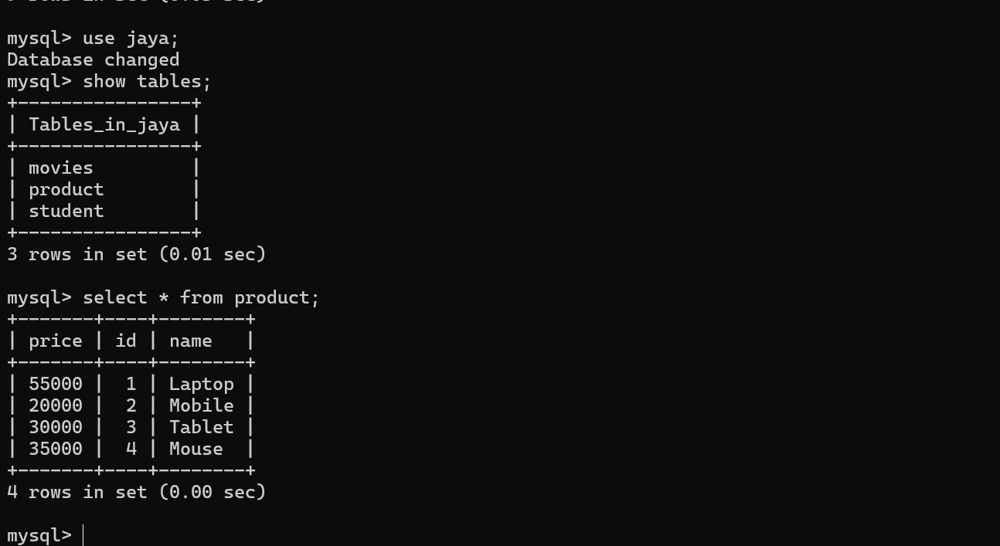 mysql> use jaya;
Database changed
mysql> show tables;
+----------------+
| Tables_in_jaya |
+----------------+
| movies         |
| product        |
| student        |
+----------------+
3 rows in set (0.01 sec)

mysql> select * from product;
+-------+----+--------+
| price | id | name   |
+-------+----+--------+
| 55000 |  1 | Laptop |
| 20000 |  2 | Mobile |
| 30000 |  3 | Tablet |
| 35000 |  4 | Mouse  |
+-------+----+--------+
4 rows in set (0.00 sec)

mysql>